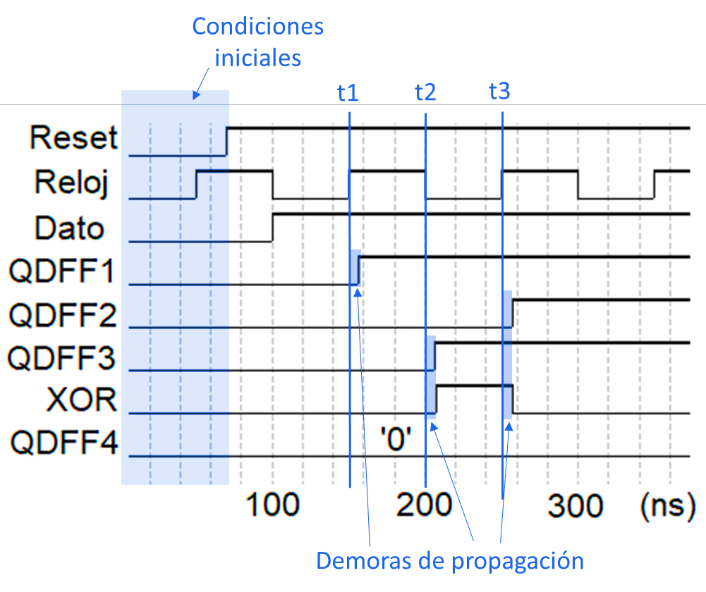 Condiciones
iniciales
t1 t2 t3
Reset
Reloj
Dato
QDFF1
QDFF2
QDFF3
XOR
QDFF4 '0'
100 200 300 (ns)
Demoras de propagación